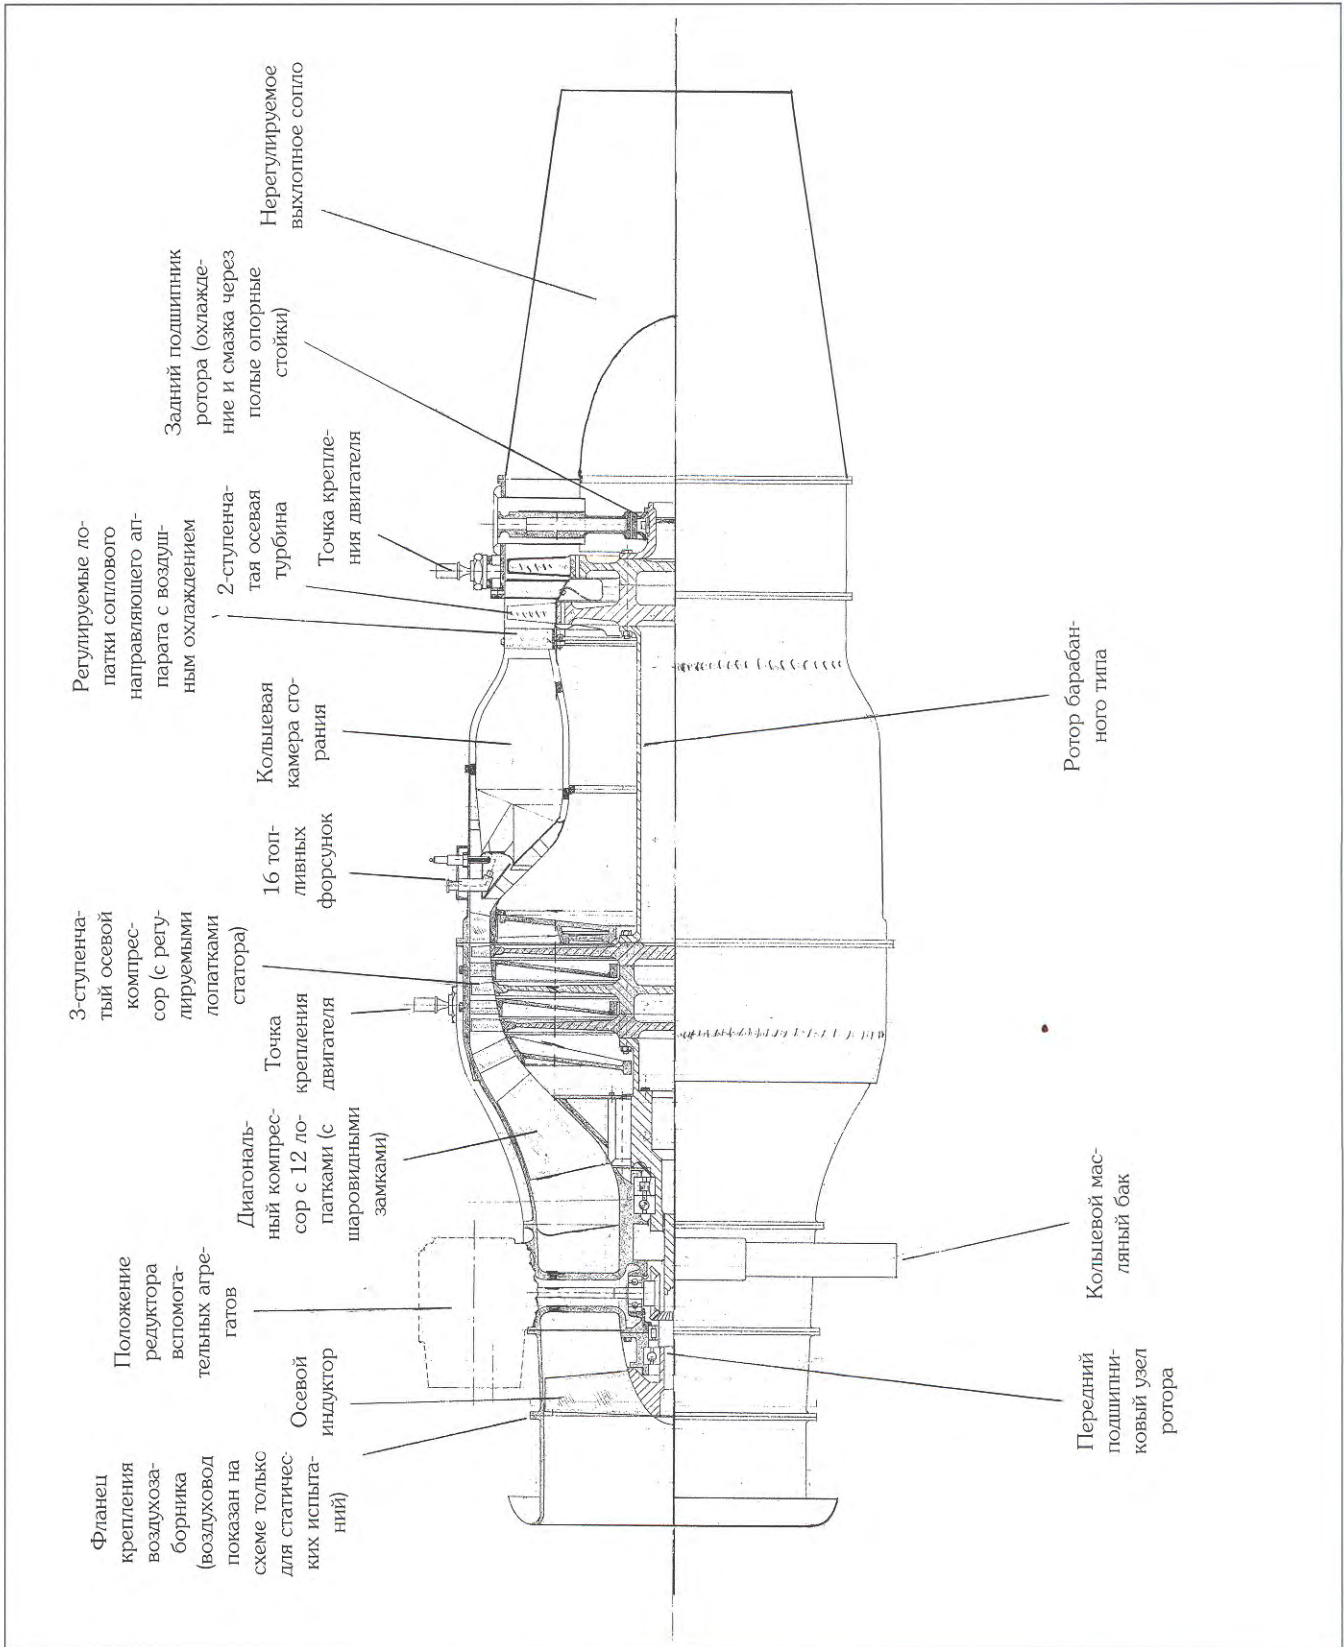 Фланец
крепления
воздухоза-
борника
(воздуховод
показан на
схеме только
для статичес-
ких испыта-
ний)
Осевой
индуктор
Положение
редуктора
вспомога-
тельных агре-
гатов
Диагональ-
ный компрес-
сор с 12 ло-
патками (с
шаровидными
замками)
Точка
крепления
двигателя
3-ступенча-
тый осевой
компрес-
сор (с регу-
лируемыми
лопатками
статора)
16 топ-
ливных
форсунок
Кольцевая
камера сго-
рания
Регулируемые ло-
патки соплового
направляющего ап-
парата с воздуш-
ным охлаждением
2-ступенча-
тая осевая
турбина
Точка крепле-
ния двигателя
Задний подшипник
ротора (охлажде-
ние и смазка через
полые опорные
стойки)
Нерегулируемое
выхлопное сопло
Передний
подшипни-
ковый узел
ротора
Кольцевой мас-
ляный бак
Ротор барабан-
ного типа